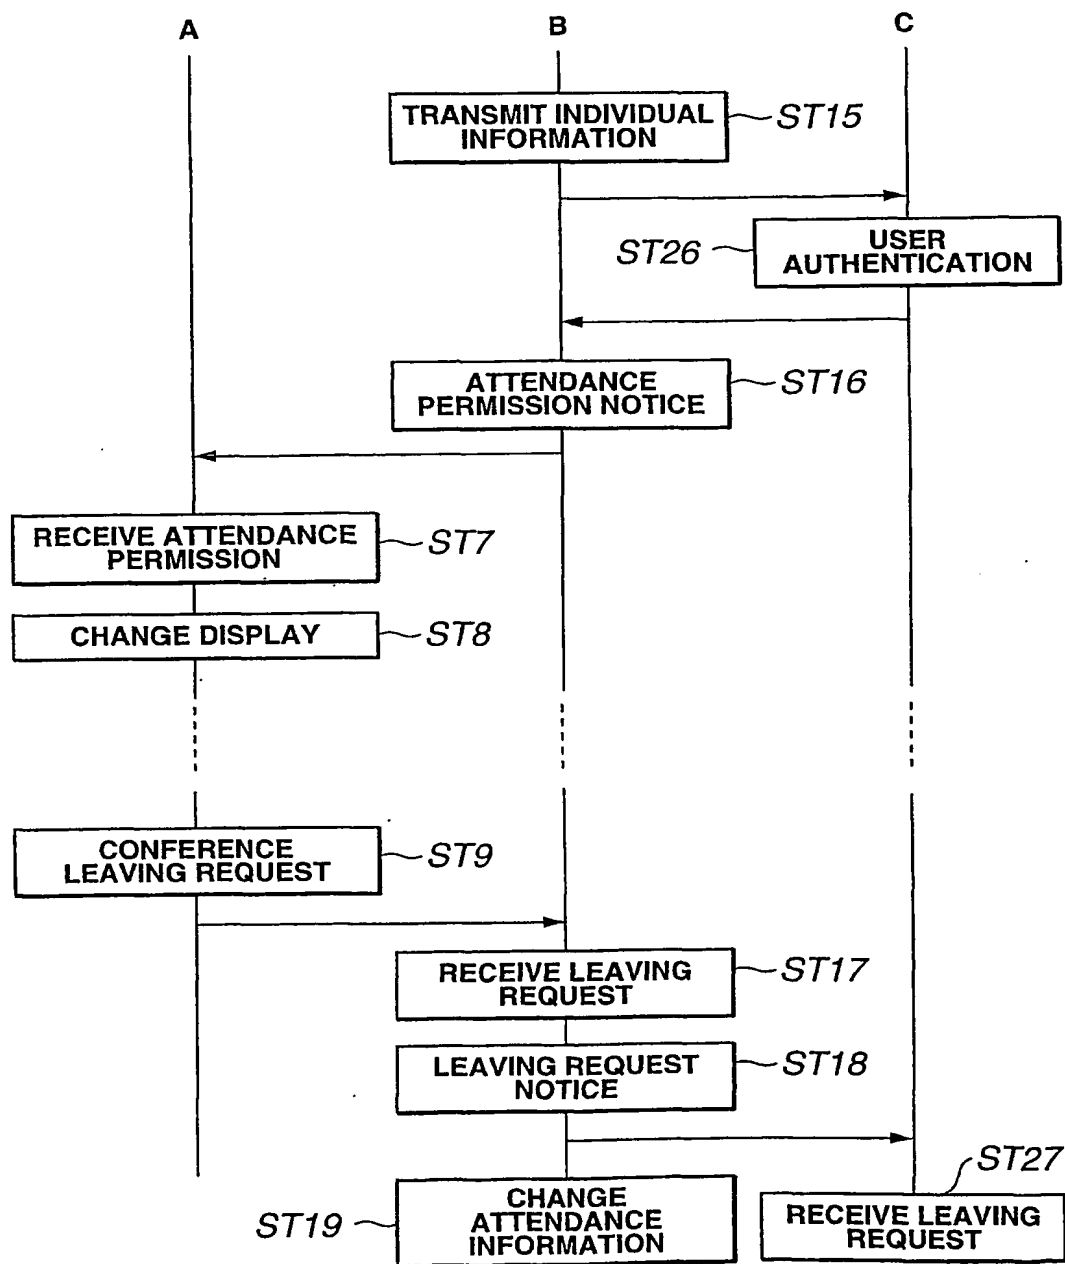 A
B
C
TRANSMIT INDIVIDUAL
INFORMATION
ST15
ST26
USER
AUTHENTICATION
ATTENDANCE
PERMISSION NOTICE
ST16
RECEIVE ATTENDANCE
PERMISSION
ST7
CHANGE DISPLAY
ST8
CONFERENCE
LEAVING REQUEST
ST9
RECEIVE LEAVING
REQUEST
ST17
LEAVING REQUEST
NOTICE
ST18
ST19
CHANGE
ATTENDANCE
INFORMATION
ST27
RECEIVE LEAVING
REQUEST